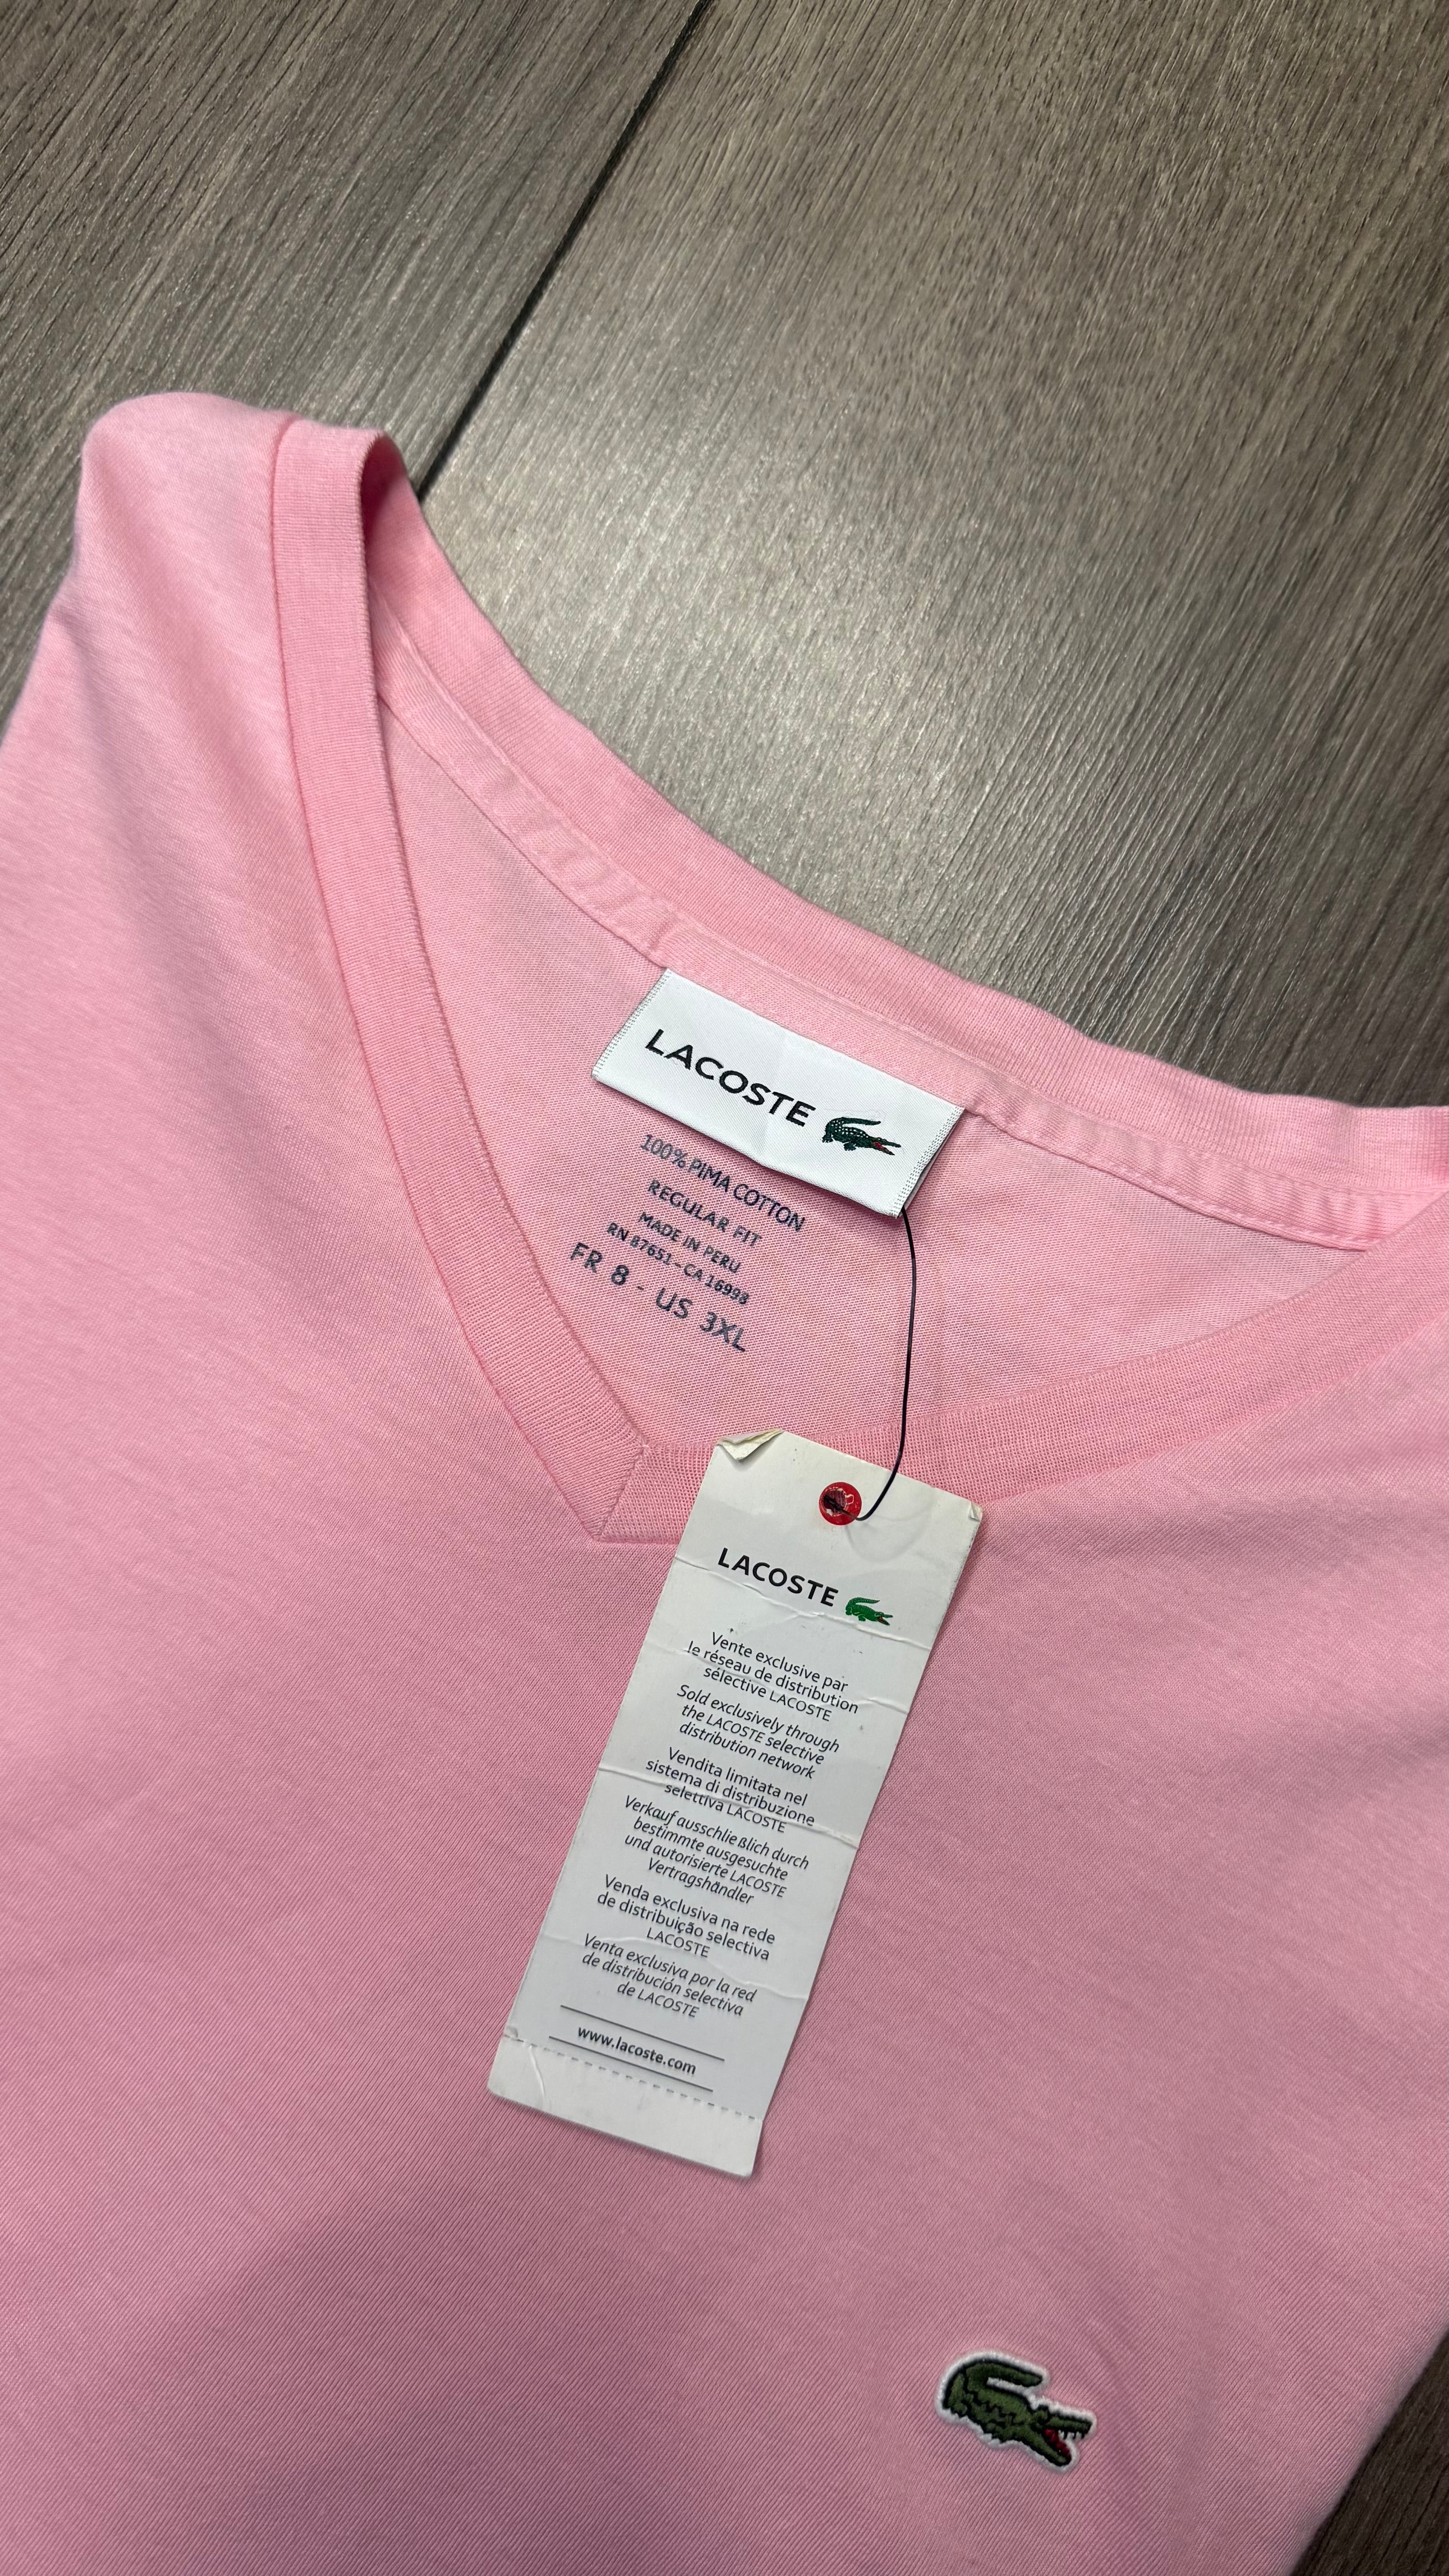 LACOSTE
100% PIMA COTTON
REGULAR FIT
MADE IN PERU
RN 87651-CA 16998
FR 8 - US 3XL
LACOSTE
Vente exclusive par
le réseau de distribution
sélective LACOSTE
Sold exclusively through
the LACOSTE selective
distribution network
Vendita limitata nel
sistema di distribuzione
selettiva LACOSTE
Verkauf ausschließlich durch
bestimmte ausgesuchte
und autorisierte LACOSTE
Vertragshändler
Venda exclusiva na rede
de distribuição selectiva
LACOSTE
Venta exclusiva por la red
de distribución selectiva
de LACOSTE
www.lacoste.com